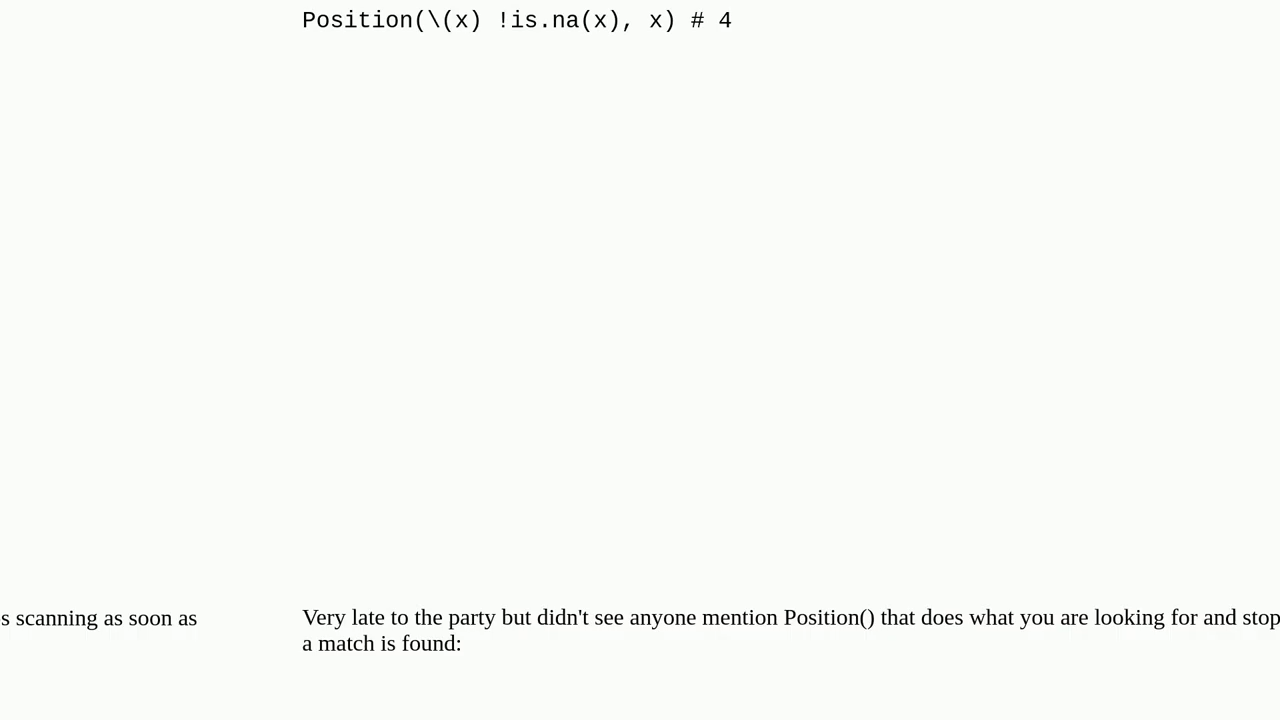 Position(\(x) !is.na(x), x) # 4
s scanning as soon as
Very late to the party but didn't see anyone mention Position() that does what you are looking for and stop
a match is found: